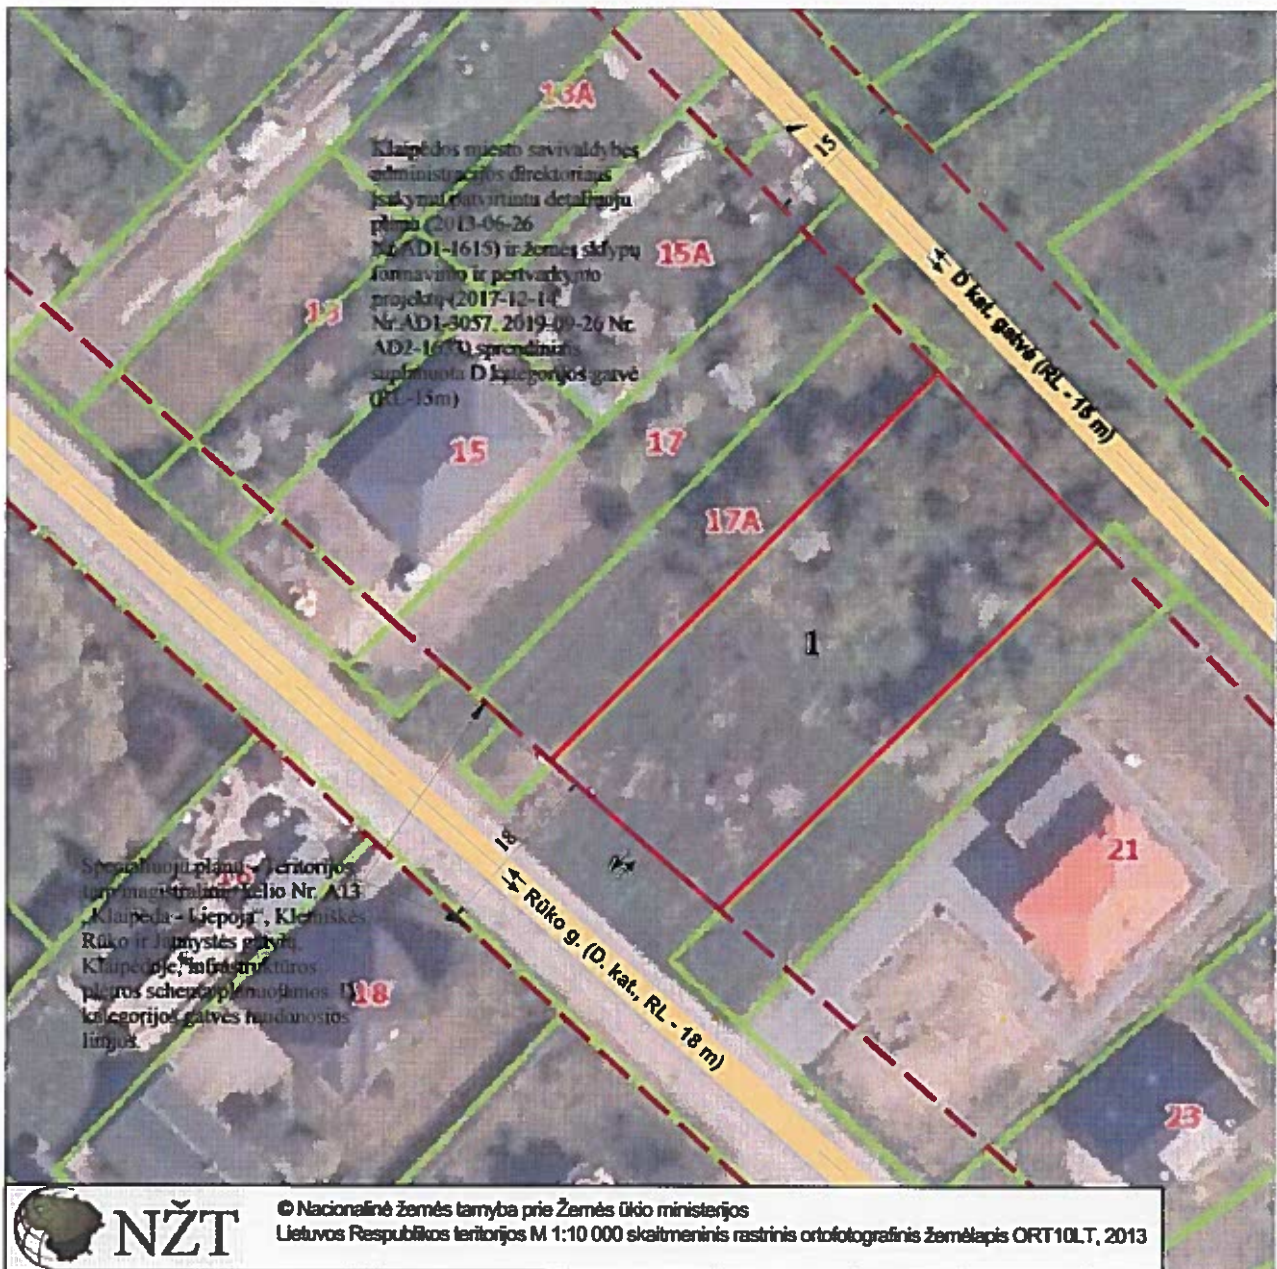 13A
Klaipėdos miesto savivaldybės
administracijos direktoriaus
įsakymu patvirtintu detaliuoju
planu (2013-06-26
Nr.AD1-1615) ir žemės sklypų
formavimo ir pertvarkymo
projektų (2017-12-14
Nr.AD1-3057, 2019-09-26 Nr.
sprendiniais
suplanuota D kategorijos gatvė
(RL-15m)
15
15A
13
D kat. gatvė (RL - 15 m)
15
17
17A
1
18
Rūko g. (D. kat., RL - 18 m)
21
23
18
Teritorijos
tarp magistralinio kelio Nr. A13
„Klaipėda - Liepoja“, Klemiškės
Rūko ir Jaunystės gatvių,
Klaipėdoje, infrastruktūros
plėtros schema planuojamos D
kategorijos gatvės raudonosios
linijos
NŽT
© Nacionalinė žemės tarnyba prie Žemės ūkio ministerijos
Lietuvos Respublikos teritorijos M 1:10 000 skaitmeninis rastrinis ortofotografinis žemėlapis ORT10LT, 2013